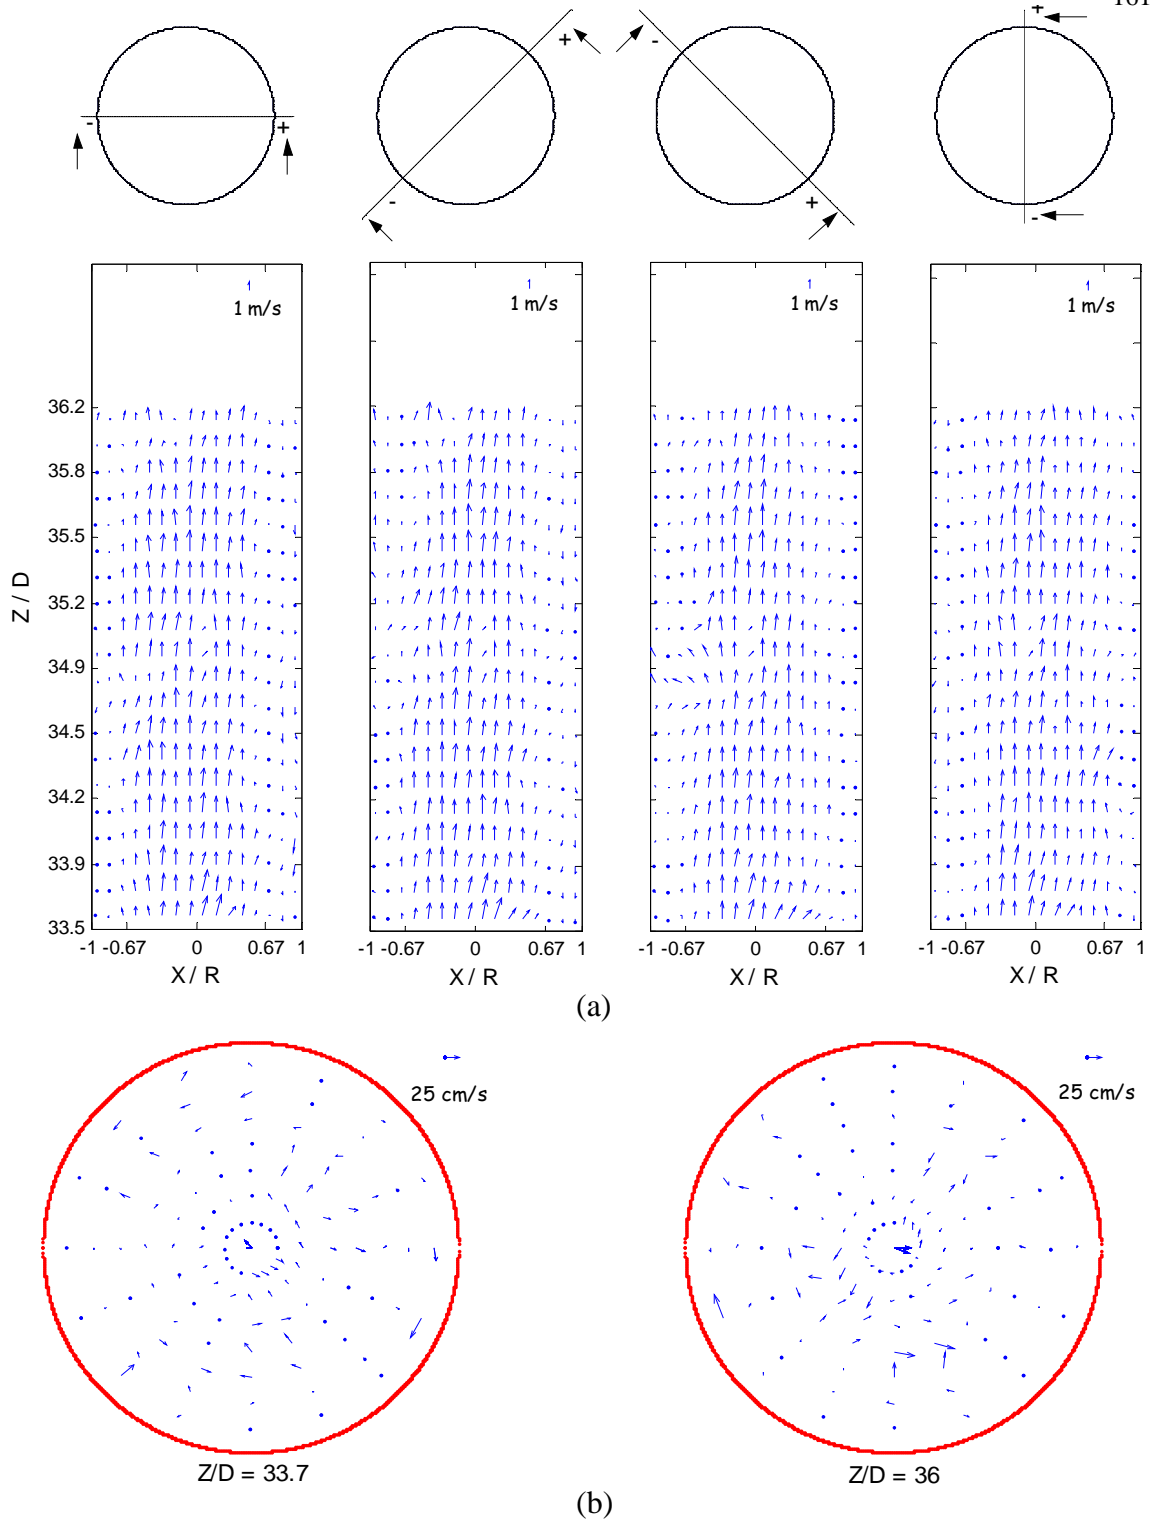 + - + - + - + -
1 m/s 1 m/s 1 m/s 1 m/s
36.2
35.8
35.5
35.2
Z / D
34.9
34.5
34.2
33.9
33.5
-1 -0.67 0 0.67 1 -1 -0.67 0 0.67 1 -1 -0.67 0 0.67 1 -1 -0.67 0 0.67 1
X / R X / R X / R X / R
(a)
25 cm/s 25 cm/s
Z/D = 33.7 Z/D = 36
(b)